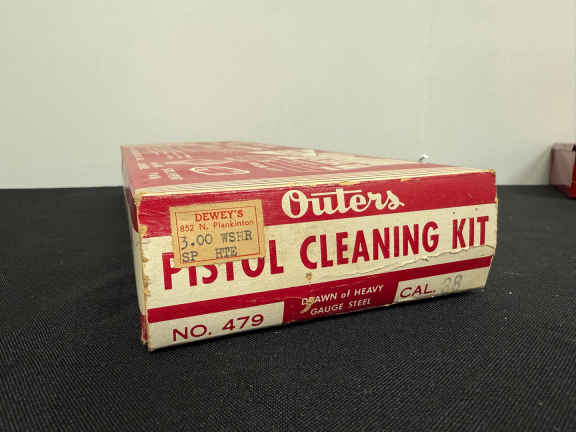 Outers
DEWEY'S
852 N. Plankinton
3.00 WSHR
SP HTE
PISTOL CLEANING KIT
DRAWN of HEAVY
GAUGE STEEL
CAL. 38
NO. 479